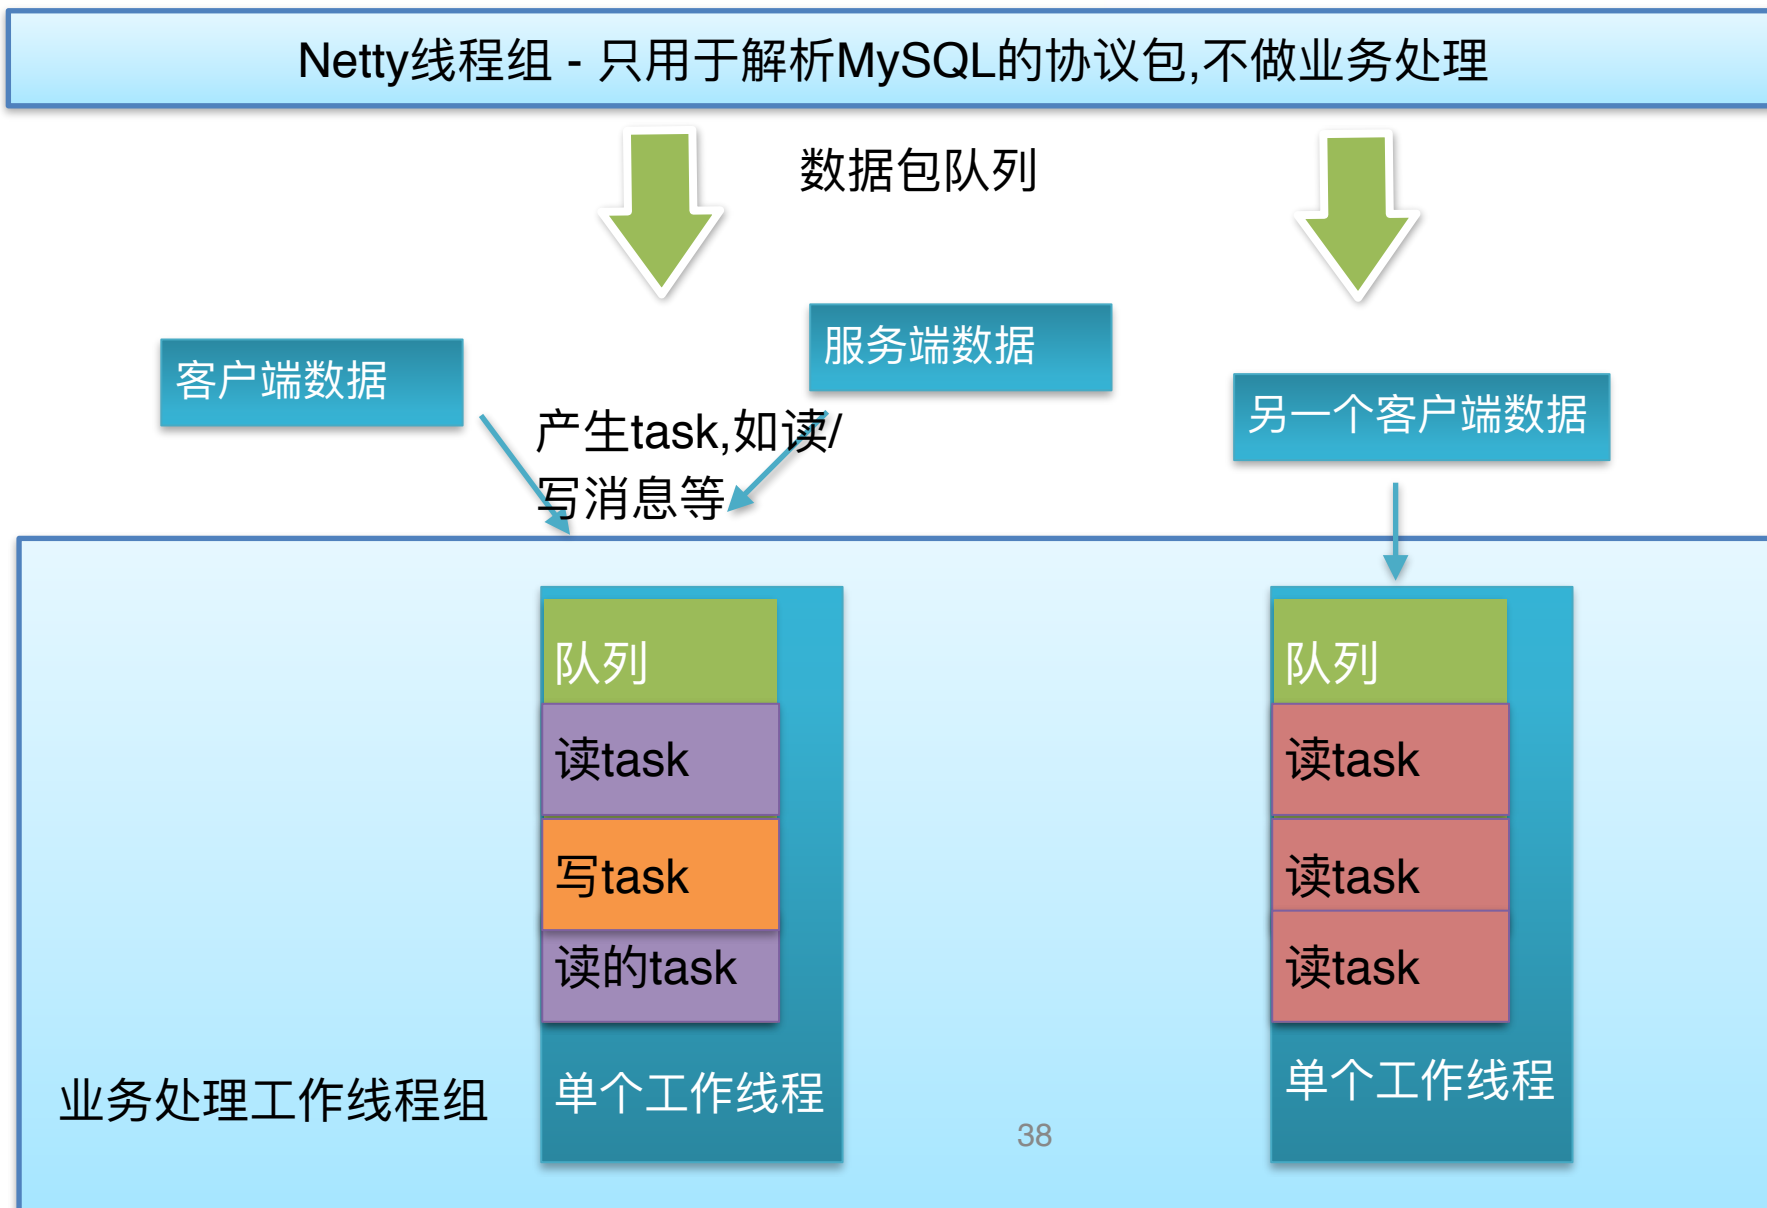 Netty线程组 - 只用于解析MySQL的协议包,不做业务处理
数据包队列
客户端数据
服务端数据
另一个客户端数据
产生task,如读/
写消息等
队列
读task
写task
读的task
单个工作线程
队列
读task
读task
读task
单个工作线程
业务处理工作线程组
38